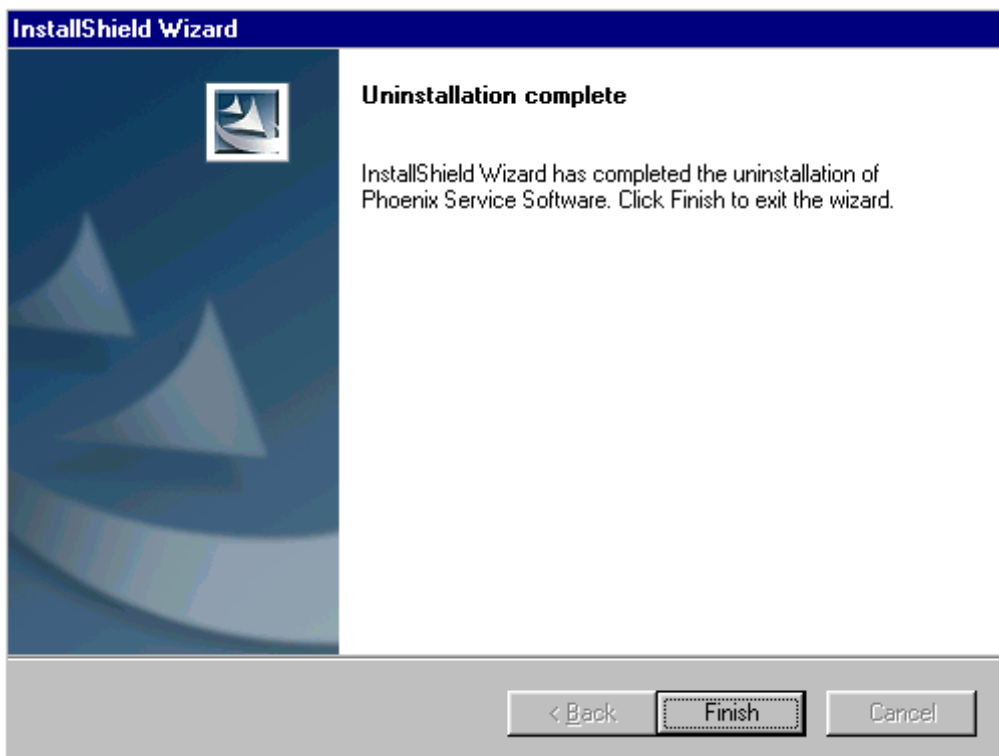 InstallShield Wizard
Uninstallation complete
InstallShield Wizard has completed the uninstallation of
Phoenix Service Software. Click Finish to exit the wizard.
< Back Finish Cancel